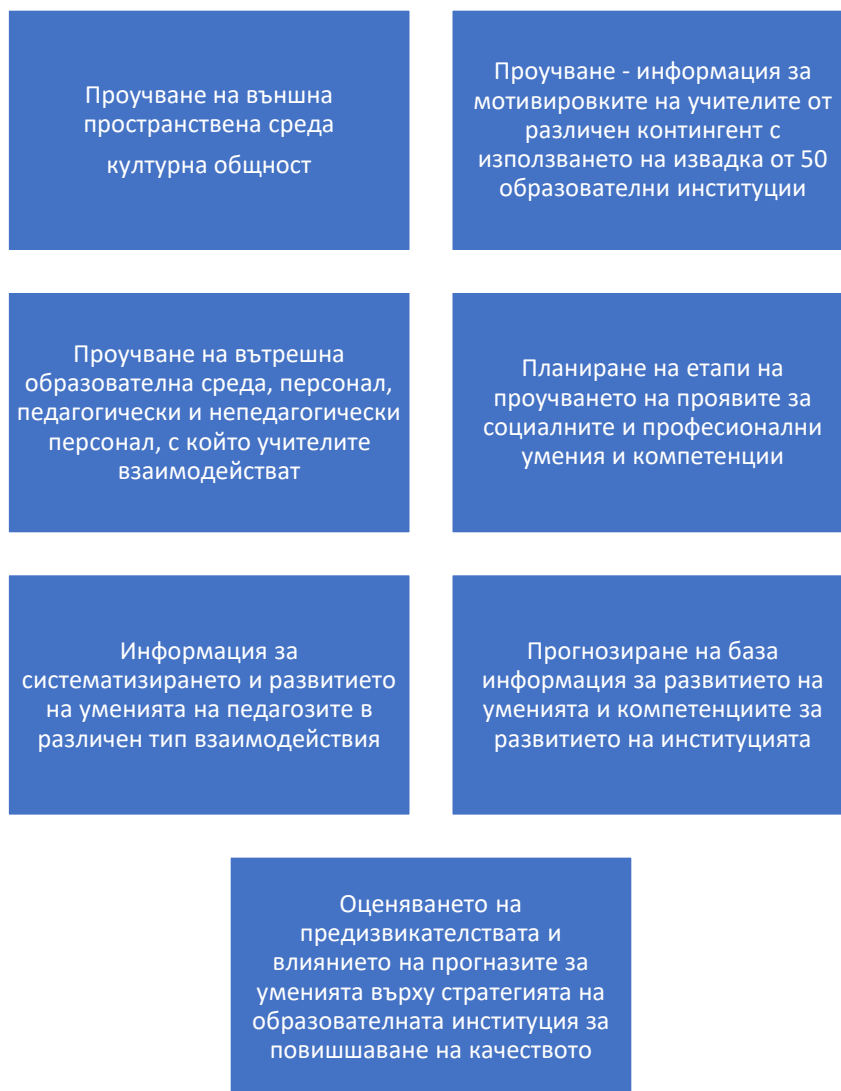 Проучване на външна
пространствена среда
културна общност
Проучване - информация за
мотивировките на учителите от
различен контингент с
използването на извадка от 50
образователни институции
Проучване на вътрешна
образователна среда, персонал,
педагогически и непедагогически
персонал, с който учителите
взаимодействат
Планиране на етапи на
проучването на проявите за
социалните и професионални
умения и компетенции
Информация за
систематизирането и развитието
на уменията на педагозите в
различен тип взаимодействия
Прогнозиране на база
информация за развитието на
уменията и компетенциите за
развитието на институцията
Оценяването на
предизвикателствата и
влиянието на прогназите за
уменията върху стратегията на
образователната институция за
повишшаване на качеството